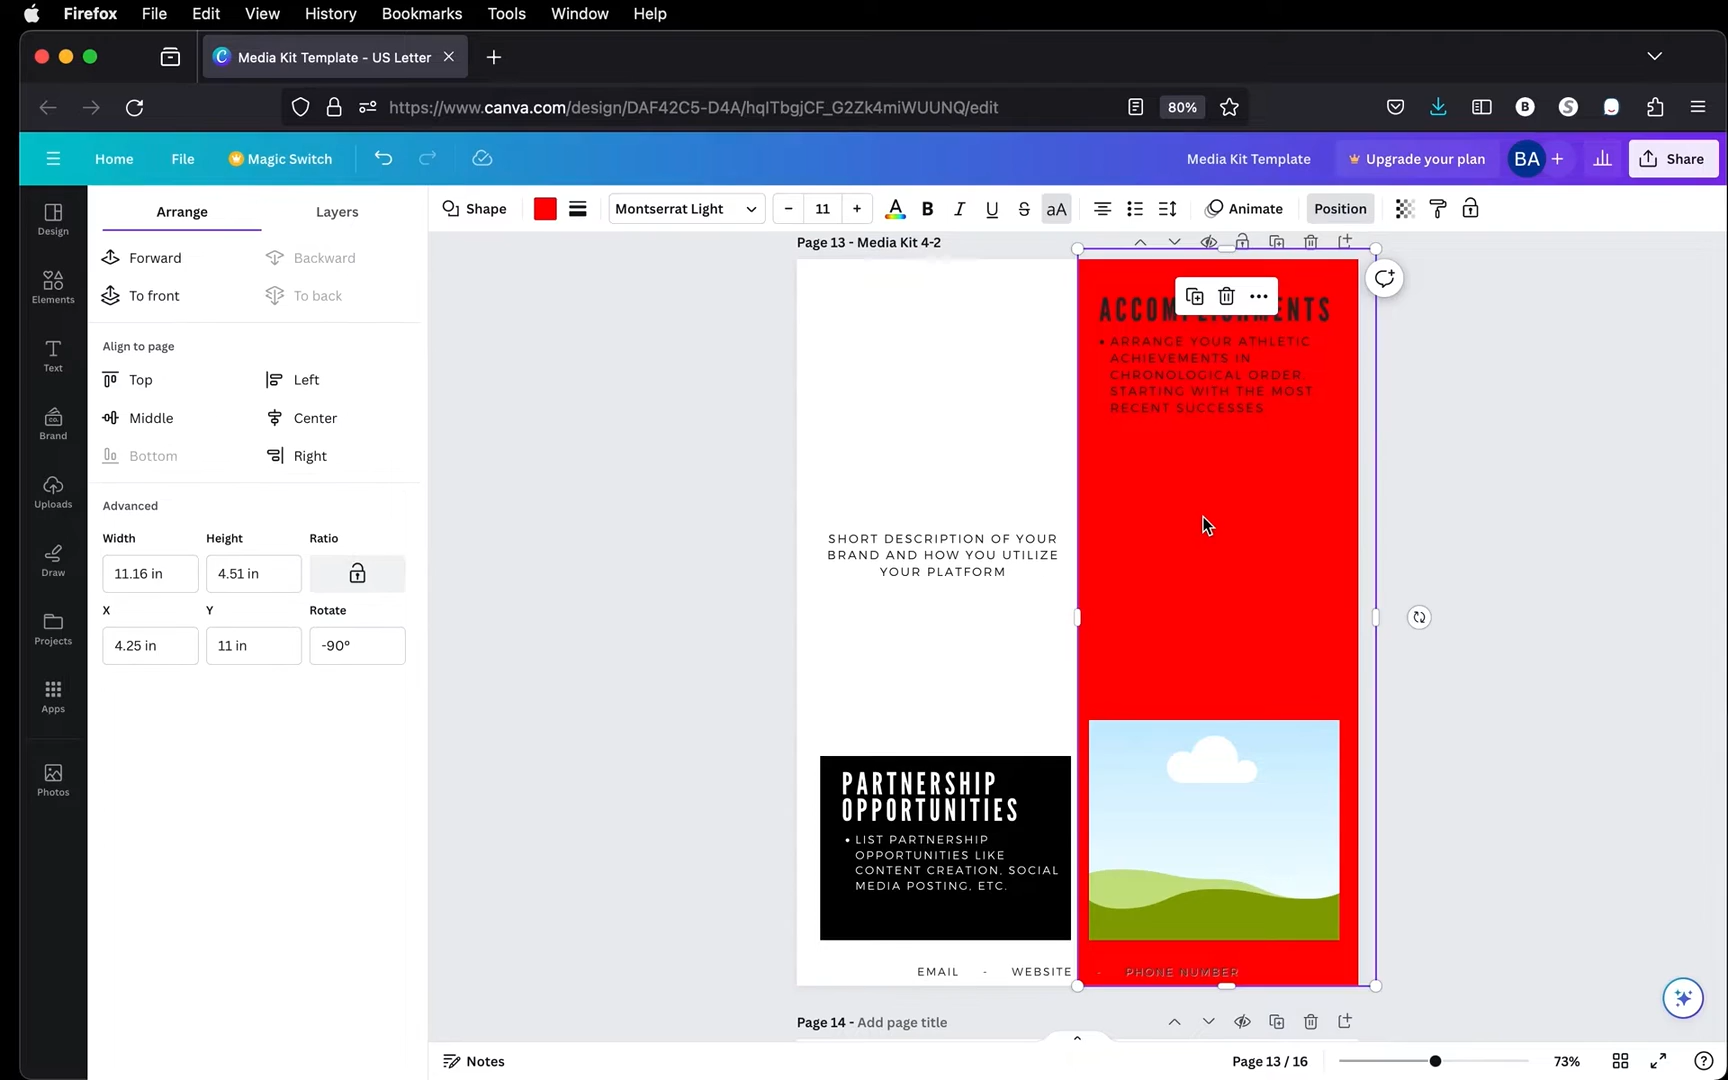 Firefox File Edit View History Bookmarks Tools Window Help
Media Kit Template - US Letter
https://www.canva.com/design/DAF42C5-D4A/hqITbgjCF_G2Zk4miWUUNQ/edit
80%
B
S
Home File Magic Switch
Media Kit Template Upgrade your plan BA + Share
Arrange Layers
Shape Montserrat Light - 11 + A B I U S aA Animate Position
Design
Elements
Text
Brand
Uploads
Draw
Projects
Apps
Photos
Forward Backward
To front To back
Align to page
Top Left
Middle Center
Bottom Right
Advanced
Width Height Ratio
11.16 in 4.51 in
X Y Rotate
4.25 in 11 in -90°
Page 13 - Media Kit 4-2
SHORT DESCRIPTION OF YOUR
BRAND AND HOW YOU UTILIZE
YOUR PLATFORM
PARTNERSHIP
OPPORTUNITIES
• LIST PARTNERSHIP
OPPORTUNITIES LIKE
CONTENT CREATION, SOCIAL
MEDIA POSTING, ETC.
• ARRANGE YOUR ATHLETIC
ACHIEVEMENTS IN
CHRONOLOGICAL ORDER
STARTING WITH THE MOST
RECENT SUCCESSES
EMAIL - WEBSITE - PHONE NUMBER
Page 14 - Add page title
Notes
Page 13 / 16
73%